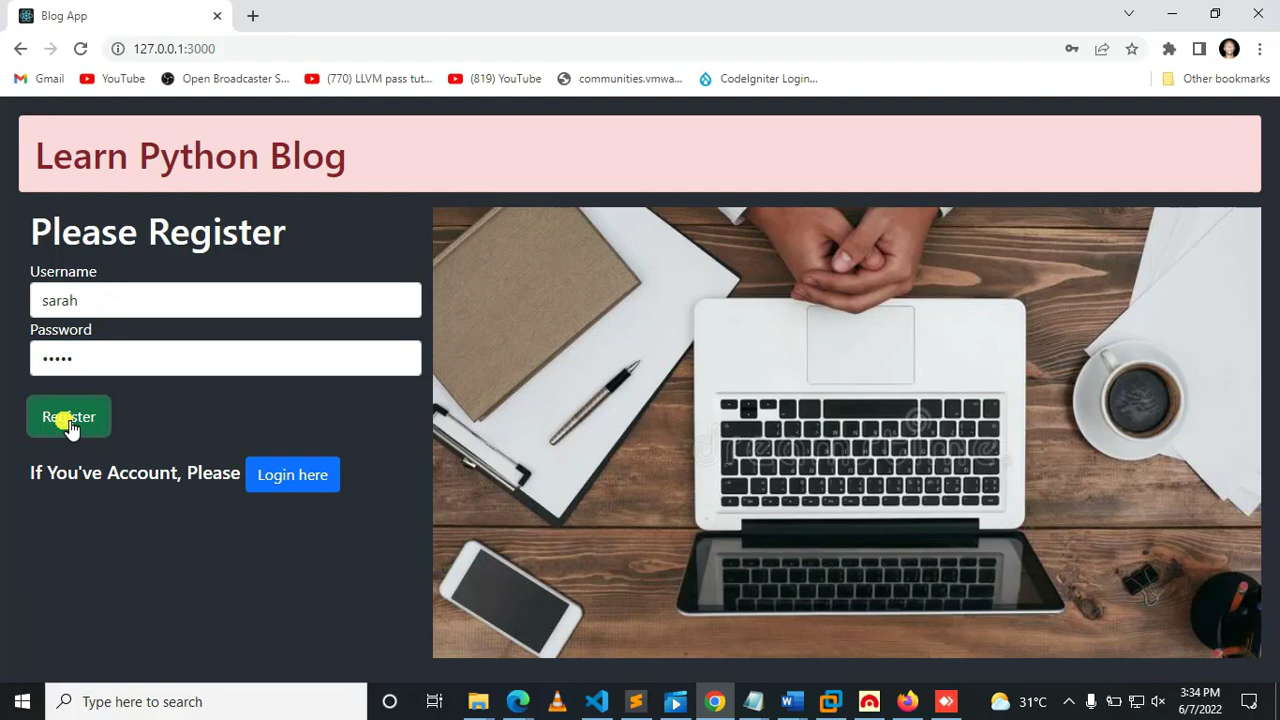 Blog App
127.0.0.1:3000
Gmail
YouTube
Open Broadcaster S...
(770) LLVM pass tut...
(819) YouTube
communities.vmwa...
CodeIgniter Login...
Other bookmarks
Learn Python Blog
Please Register
Username
sarah
Password
•••••
Register
If You've Account, Please Login here
Type here to search
31°C
3:34 PM
6/7/2022